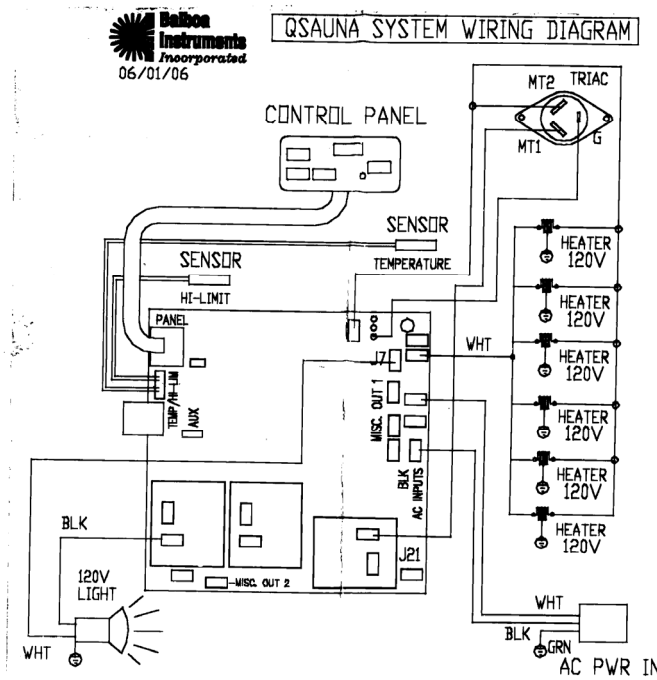 Balboa
Instruments
Incorporated
06/01/06
QSAUNA SYSTEM WIRING DIAGRAM
MT2
TRIAC
MT1
G
CONTROL PANEL
SENSOR
TEMPERATURE
SENSOR
HI-LIMIT
HEATER
120V
HEATER
120V
HEATER
120V
HEATER
120V
HEATER
120V
HEATER
120V
PANEL
J7
WHT
TEMP/HI-LIM
AUX
MISC. OUT 1
BLK
AC INPUTS
BLK
120V
LIGHT
MISC. OUT 2
J21
WHT
WHT
BLK
GRN
AC PWR IN